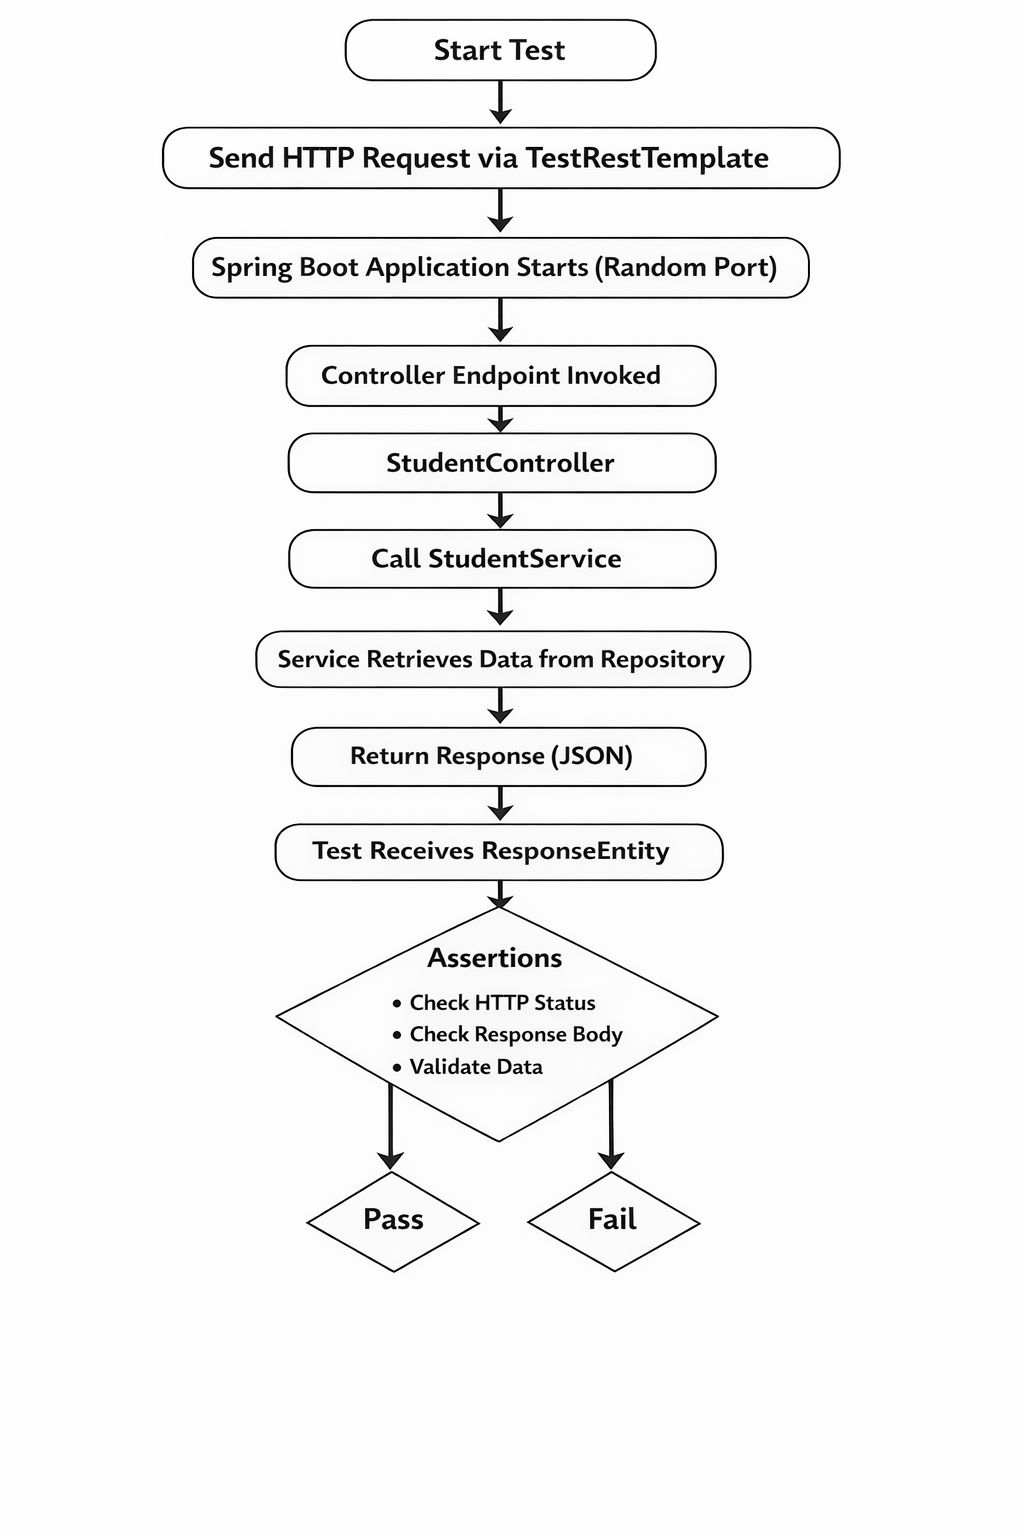 Start Test
Send HTTP Request via TestRestTemplate
Spring Boot Application Starts (Random Port)
Controller Endpoint Invoked
StudentController
Call StudentService
Service Retrieves Data from Repository
Return Response (JSON)
Test Receives ResponseEntity
Assertions
• Check HTTP Status
• Check Response Body
• Validate Data
Pass
Fail